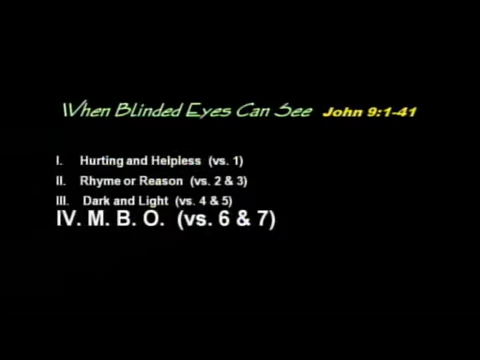 When Blinded Eyes Can See John 9:1-41
I. Hurting and Helpless (vs. 1)
II. Rhyme or Reason (vs. 2 & 3)
III. Dark and Light (vs. 4 & 5)
IV. M. B. O. (vs. 6 & 7)